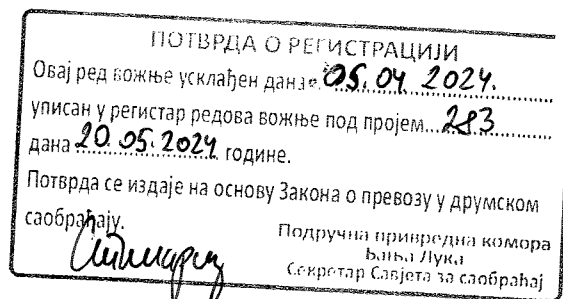 ПОТВРДА О РЕГИСТРАЦИЈИ
Овај ред вожње усклађен дана 05.04 2024.
уписан у регистар редова вожње под пројем 283
дана 20.05.2024 године.
Потврда се издаје на основу Закона о превозу у друмском
саобраћају.
Подручна привредна комора
Бања Лука
Секретар Савјета за саобраћај